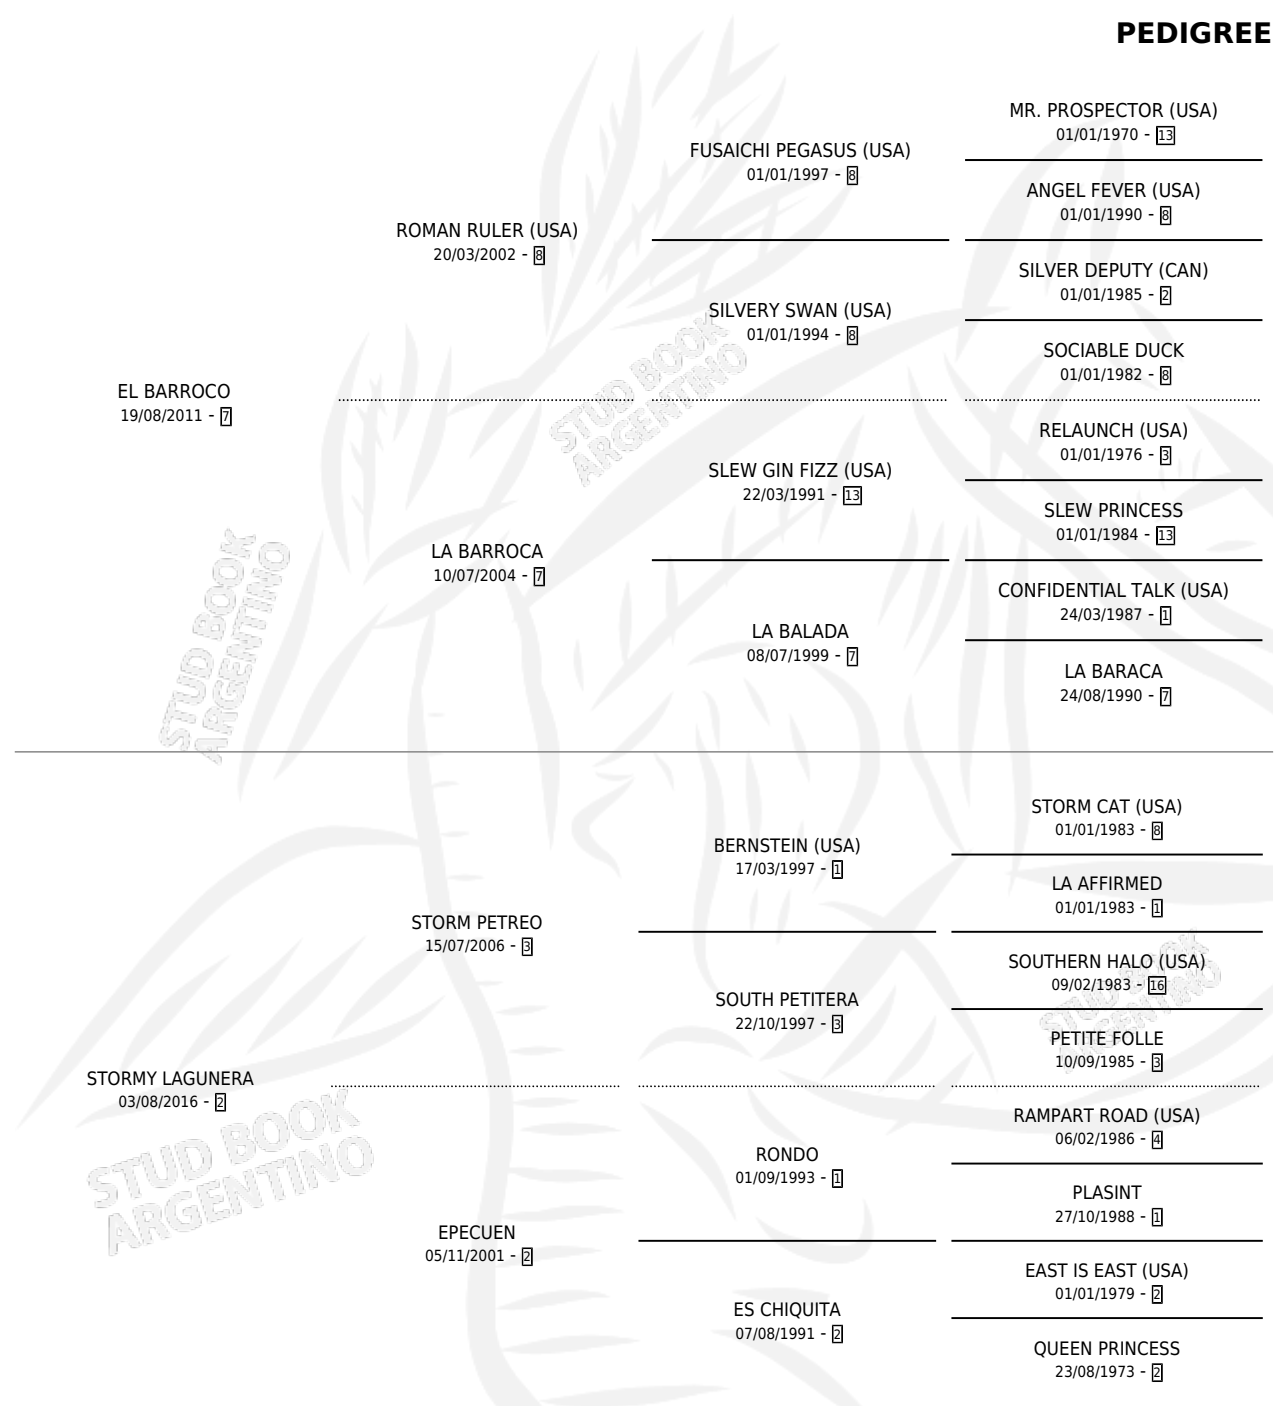 PEDIGREE
MR. PROSPECTOR (USA)
01/01/1970 - 13
FUSAICHI PEGASUS (USA)
01/01/1997 - 8
ANGEL FEVER (USA)
01/01/1990 - 8
ROMAN RULER (USA)
20/03/2002 - 8
SILVER DEPUTY (CAN)
01/01/1985 - 2
SILVERY SWAN (USA)
01/01/1994 - 8
SOCIABLE DUCK
01/01/1982 - 8
EL BARROCO
19/08/2011 - 7
RELAUNCH (USA)
01/01/1976 - 3
SLEW GIN FIZZ (USA)
22/03/1991 - 13
SLEW PRINCESS
01/01/1984 - 13
LA BARROCA
10/07/2004 - 7
CONFIDENTIAL TALK (USA)
24/03/1987 - 1
LA BALADA
08/07/1999 - 7
LA BARACA
24/08/1990 - 7
STORM CAT (USA)
01/01/1983 - 8
BERNSTEIN (USA)
17/03/1997 - 1
LA AFFIRMED
01/01/1983 - 1
STORM PETREO
15/07/2006 - 3
SOUTHERN HALO (USA)
09/02/1983 - 16
SOUTH PETITERA
22/10/1997 - 3
PETITE FOLLE
10/09/1985 - 3
STORMY LAGUNERA
03/08/2016 - 2
RAMPART ROAD (USA)
06/02/1986 - 4
RONDO
01/09/1993 - 1
PLASINT
27/10/1988 - 1
EPECUEN
05/11/2001 - 2
EAST IS EAST (USA)
01/01/1979 - 2
ES CHIQUITA
07/08/1991 - 2
QUEEN PRINCESS
23/08/1973 - 2
STUD BOOK
ARGENTINO
STUD BOOK
ARGENTINO
STUD BOOK
ARGENTINO
STUD BOOK
ARGENTINO